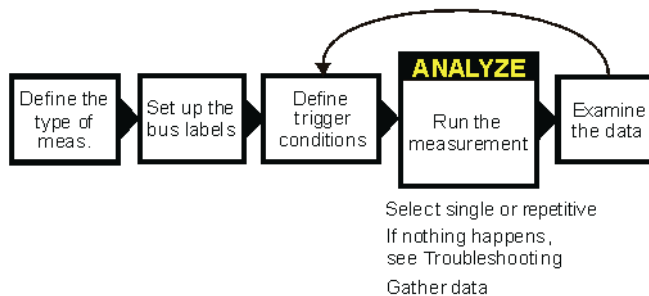 Define the
type of
meas.
Set up the
bus labels
Define
trigger
conditions
ANALYZE
Run the
measurement
Examine
the data
Select single or repetitive
If nothing happens,
see Troubleshooting
Gather data